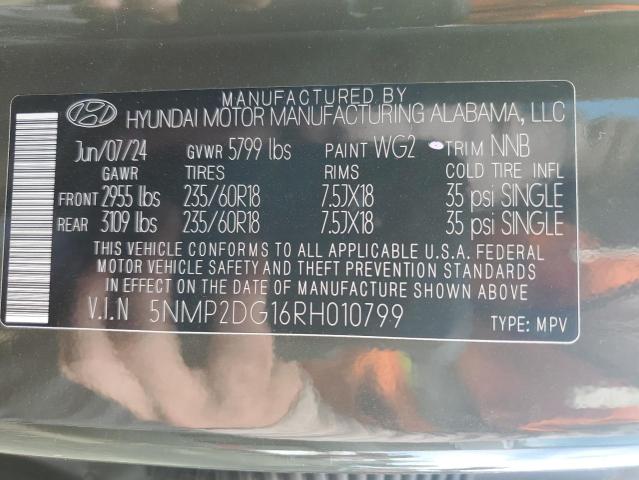 MANUFACTURED BY
HYUNDAI MOTOR MANUFACTURING ALABAMA, LLC
Jun/07/24 GVWR 5799 lbs PAINT WG2 TRIM NNB
GAWR TIRES RIMS COLD TIRE INFL
FRONT 2955 lbs 235/60R18 7.5JX18 35 psi SINGLE
REAR 3109 lbs 235/60R18 7.5JX18 35 psi SINGLE
THIS VEHICLE CONFORMS TO ALL APPLICABLE U.S.A. FEDERAL
MOTOR VEHICLE SAFETY AND THEFT PREVENTION STANDARDS
IN EFFECT ON THE DATE OF MANUFACTURE SHOWN ABOVE
V.I.N 5NMP2DG16RH010799
TYPE: MPV